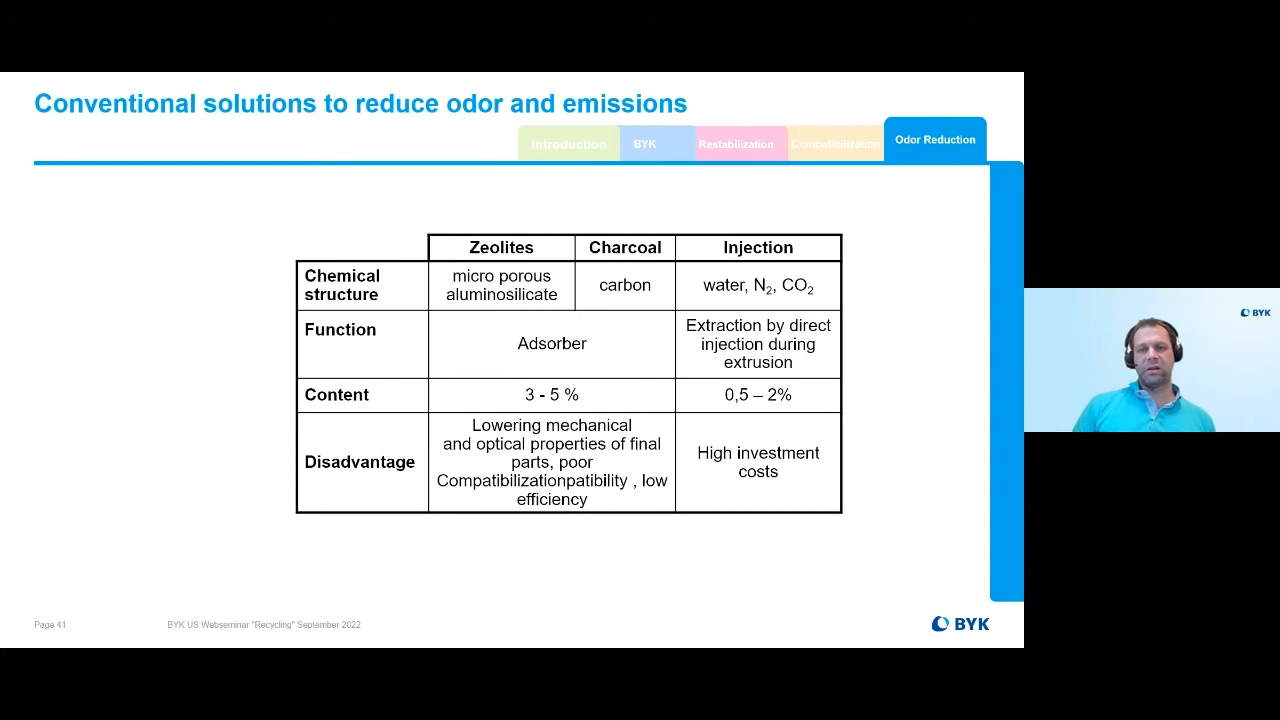 Conventional solutions to reduce odor and emissions
Introduction
BYK
Restabilization
Compatibilization
Odor Reduction
Zeolites
Charcoal
Injection
Chemical
structure
micro porous
aluminosilicate
carbon
water, N2, CO2
Function
Adsorber
Extraction by direct
injection during
extrusion
Content
3 - 5 %
0,5 – 2%
Disadvantage
Lowering mechanical
and optical properties of final
parts, poor
Compatibilizationpatibility , low
efficiency
High investment
costs
Page 41
BYK US Webseminar "Recycling" September 2022
BYK
BYK